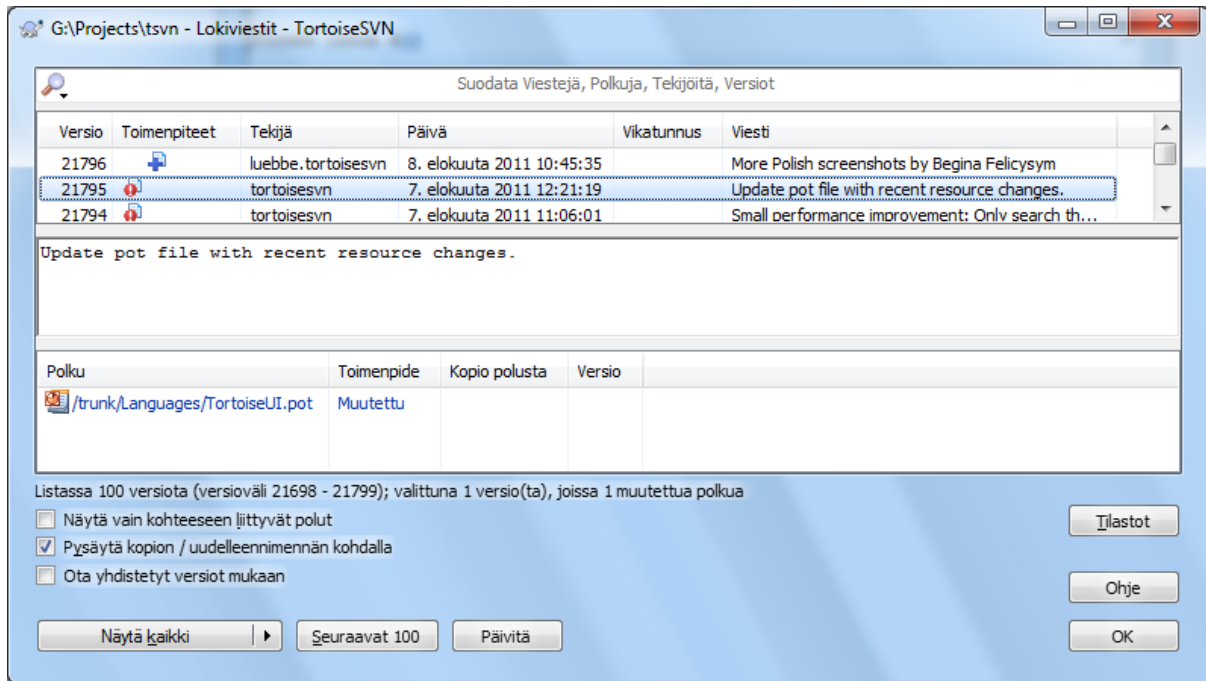 G:\Projects\tsvn - Lokiviestit - TortoiseSVN
Suodata Viestejä, Polkuja, Tekijöitä, Versiot
Versio Toimenpiteet Tekijä Päivä Vikatunnus Viesti
21796 luebbe.tortoisesvn 8. elokuuta 2011 10:45:35 More Polish screenshots by Begina Felicysym
21795 tortoisesvn 7. elokuuta 2011 12:21:19 Update pot file with recent resource changes.
21794 tortoisesvn 7. elokuuta 2011 11:06:01 Small performance improvement: Only search th...
Update pot file with recent resource changes.
Polku Toimenpide Kopio polusta Versio
/trunk/Languages/TortoiseUI.pot Muutettu
Listassa 100 versiota (versioväli 21698 - 21799); valittuna 1 versio(ta), joissa 1 muutettua polkua
Näytä vain kohteeseen liittyvät polut
Tilastot
Pysäytä kopion / uudelleennimennän kohdalla
Ota yhdistetyt versiot mukaan
Ohje
Näytä kaikki Seuraavat 100 Päivitä OK